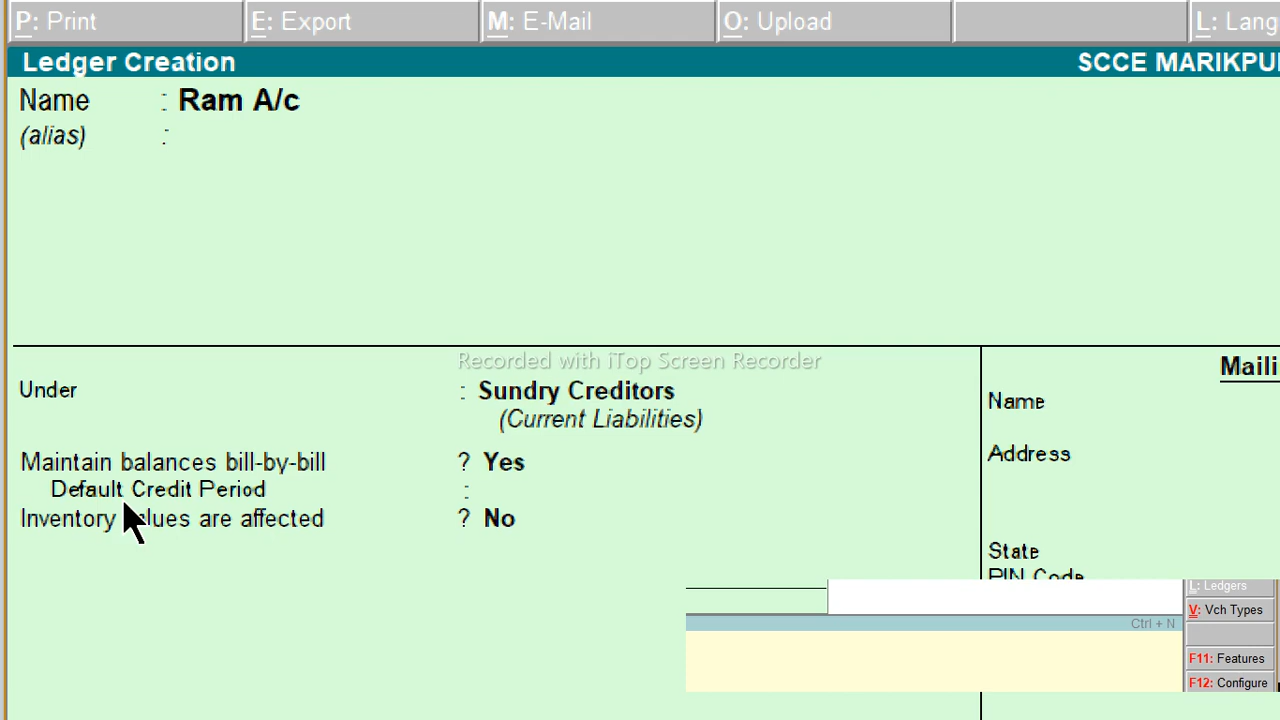 P: Print E: Export M: E-Mail O: Upload L: Lang
Ledger Creation SCCE MARIKPU
Name : Ram A/c
(alias) :
Recorded with iTop Screen Recorder
Under : Sundry Creditors
(Current Liabilities)
Maintain balances bill-by-bill ? Yes
Default Credit Period :
Inventory values are affected ? No
Maili
Name
Address
State
PIN Code
L: Ledgers
V: Vch Types
Ctrl + N
F11: Features
F12: Configure